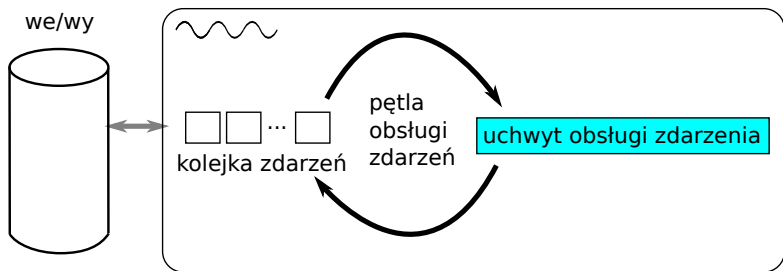 we/wy
...
kolejka zdarzeń
pętla
obsługi
zdarzeń
uchwyt obsługi zdarzenia